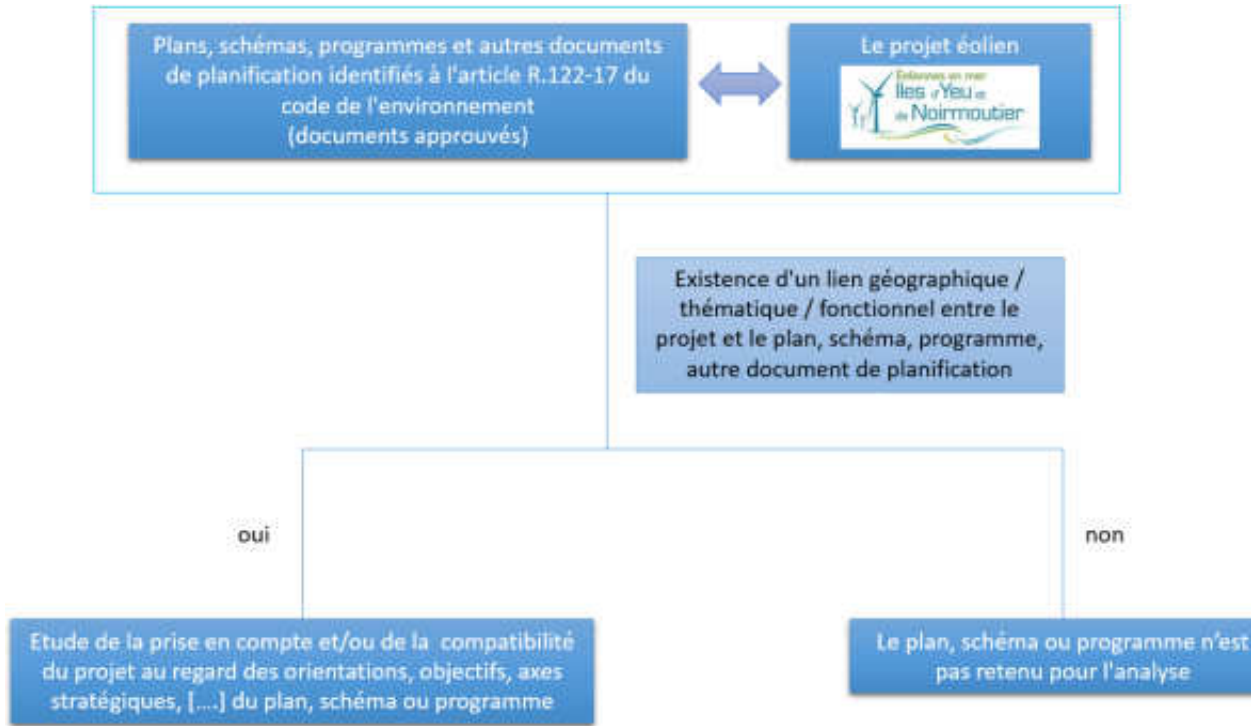 Plans, schémas, programmes et autres documents
de planification identifiés à l'article R.122-17 du
code de l'environnement
(documents approuvés)
Le projet éolien
Éoliennes en mer
Îles d'Yeu et
de Noirmoutier
Existence d'un lien géographique /
thématique / fonctionnel entre le
projet et le plan, schéma, programme,
autre document de planification
oui
non
Etude de la prise en compte et/ou de la compatibilité
du projet au regard des orientations, objectifs, axes
stratégiques, [....] du plan, schéma ou programme
Le plan, schéma ou programme n'est
pas retenu pour l'analyse